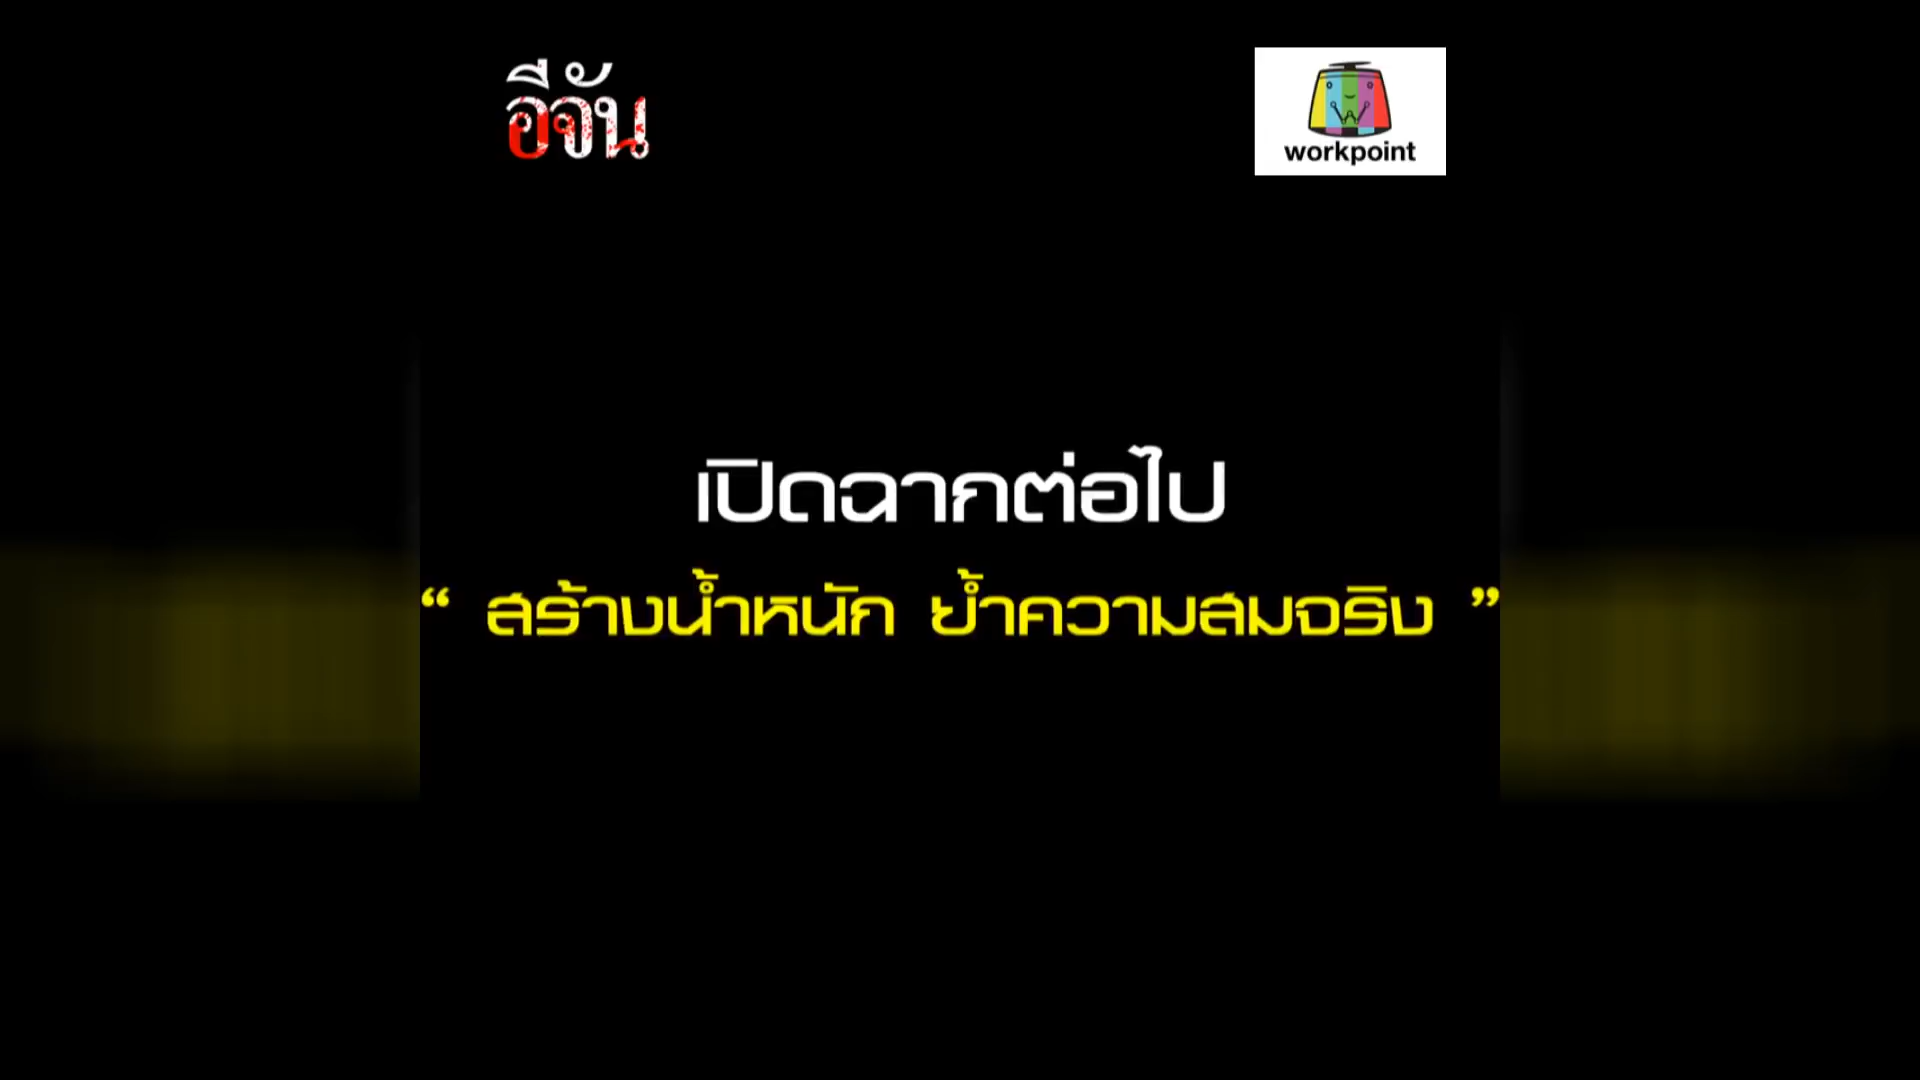 อีจัน
workpoint
เปิดฉากต่อไป
“ สร้างน้ำหนัก ย้ำความสมจริง ”